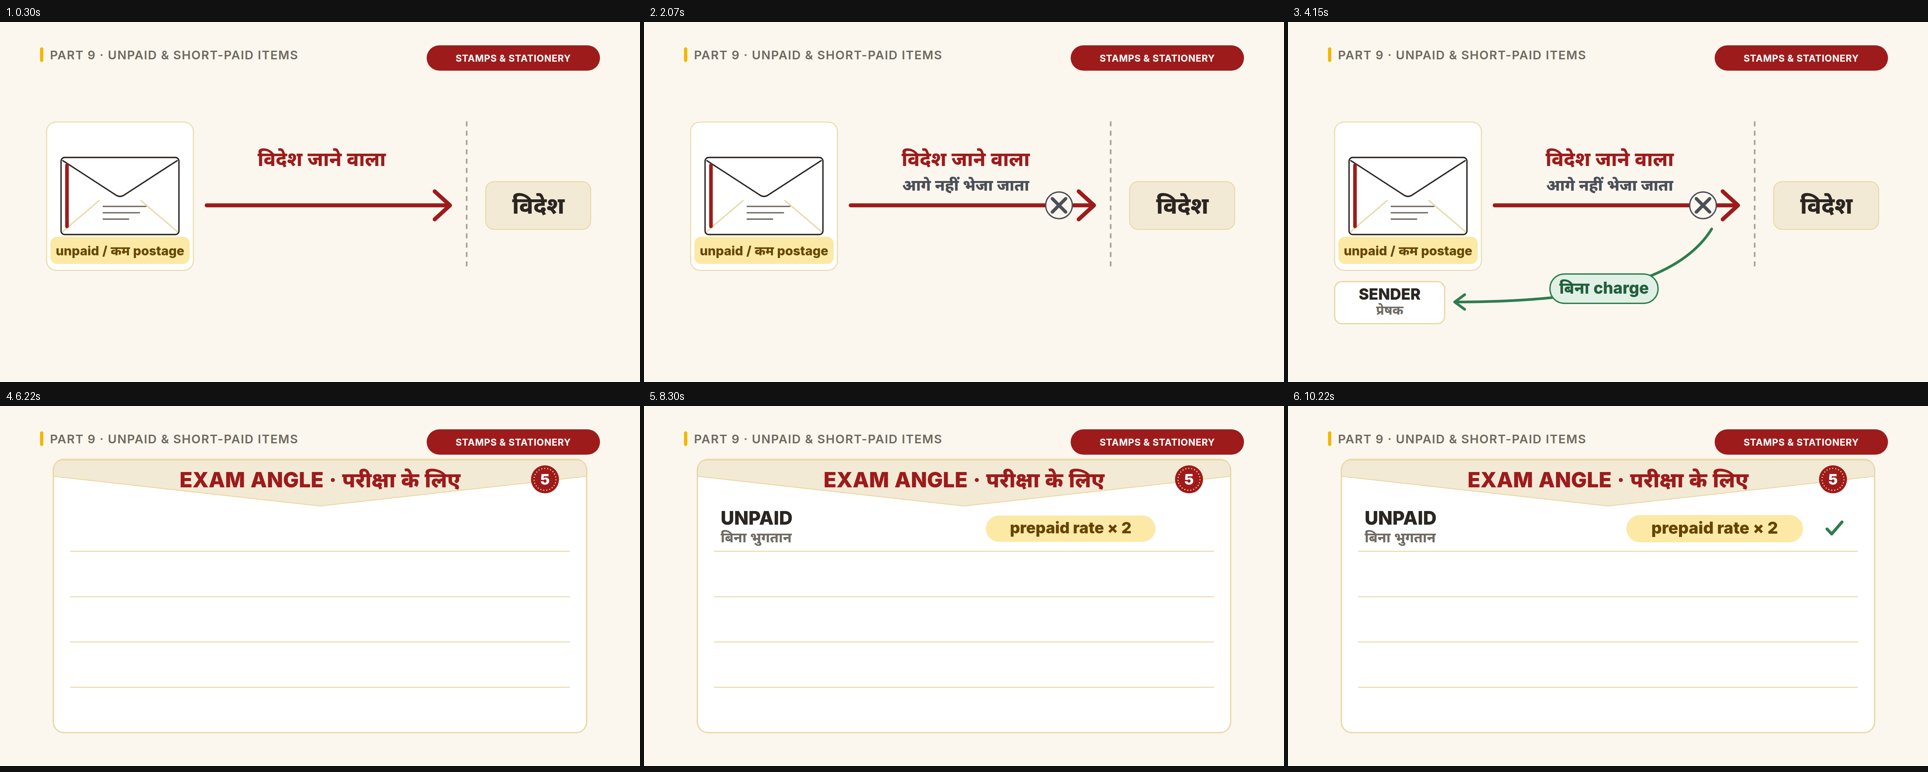 1. 0.30s
PART 9 · UNPAID & SHORT-PAID ITEMS
STAMPS & STATIONERY
विदेश जाने वाला
विदेश
unpaid / कम postage
2. 2.07s
PART 9 · UNPAID & SHORT-PAID ITEMS
STAMPS & STATIONERY
विदेश जाने वाला
आगे नहीं भेजा जाता
विदेश
unpaid / कम postage
3. 4.15s
PART 9 · UNPAID & SHORT-PAID ITEMS
STAMPS & STATIONERY
विदेश जाने वाला
आगे नहीं भेजा जाता
विदेश
unpaid / कम postage
बिना charge
SENDER
प्रेषक
4. 6.22s
PART 9 · UNPAID & SHORT-PAID ITEMS
STAMPS & STATIONERY
EXAM ANGLE · परीक्षा के लिए
5
5. 8.30s
PART 9 · UNPAID & SHORT-PAID ITEMS
STAMPS & STATIONERY
EXAM ANGLE · परीक्षा के लिए
5
UNPAID
बिना भुगतान
prepaid rate × 2
6. 10.22s
PART 9 · UNPAID & SHORT-PAID ITEMS
STAMPS & STATIONERY
EXAM ANGLE · परीक्षा के लिए
5
UNPAID
बिना भुगतान
prepaid rate × 2